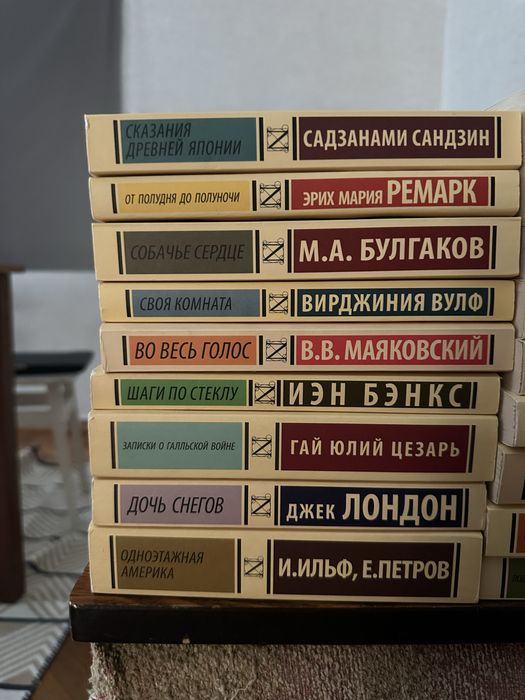 СКАЗАНИЯ
ДРЕВНЕЙ ЯПОНИИ
САДЗАНАМИ САНДЗИН
ОТ ПОЛУДНЯ ДО ПОЛУНОЧИ
ЭРИХ МАРИЯ РЕМАРК
СОБАЧЬЕ СЕРДЦЕ
М.А. БУЛГАКОВ
СВОЯ КОМНАТА
ВИРДЖИНИЯ ВУЛФ
ВО ВЕСЬ ГОЛОС
В.В. МАЯКОВСКИЙ
ШАГИ ПО СТЕКЛУ
ИЭН БЭНКС
ЗАПИСКИ О ГАЛЛЬСКОЙ ВОЙНЕ
ГАЙ ЮЛИЙ ЦЕЗАРЬ
ДОЧЬ СНЕГОВ
ДЖЕК ЛОНДОН
ОДНОЭТАЖНАЯ
АМЕРИКА
И.ИЛЬФ, Е.ПЕТРОВ